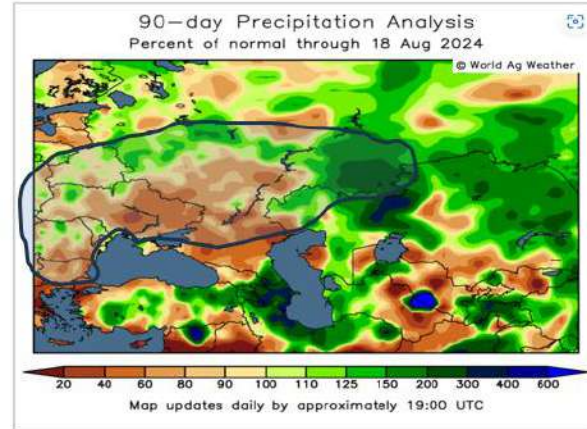 90-day Precipitation Analysis
Percent of normal through 18 Aug 2024
© World Ag Weather
20 40 60 80 90 100 110 125 150 200 300 400 600
Map updates daily by approximately 19:00 UTC